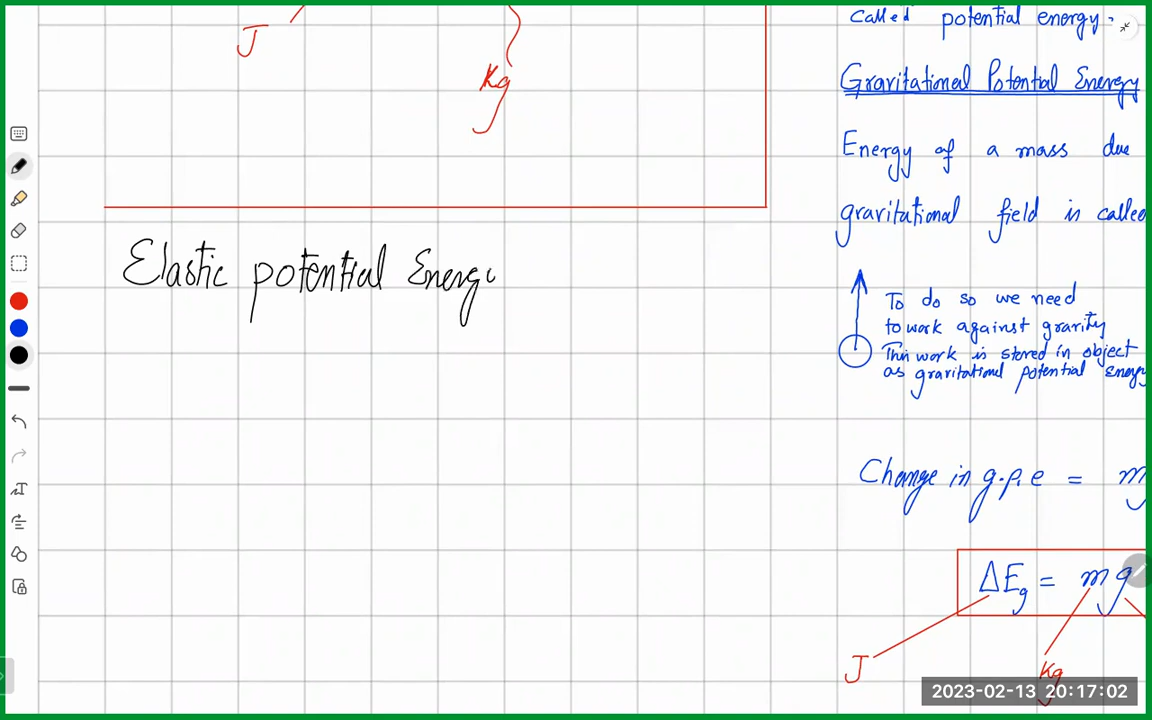 J
Kg
Elastic potential Energy
called potential energy.
Gravitational Potential Energy
Energy of a mass due
gravitational field is called
To do so we need
to work against gravity
This work is stored in object
as gravitational potential energy
Change in g.p.e = m
ΔEg = mg
J
Kg
2023-02-13 20:17:02